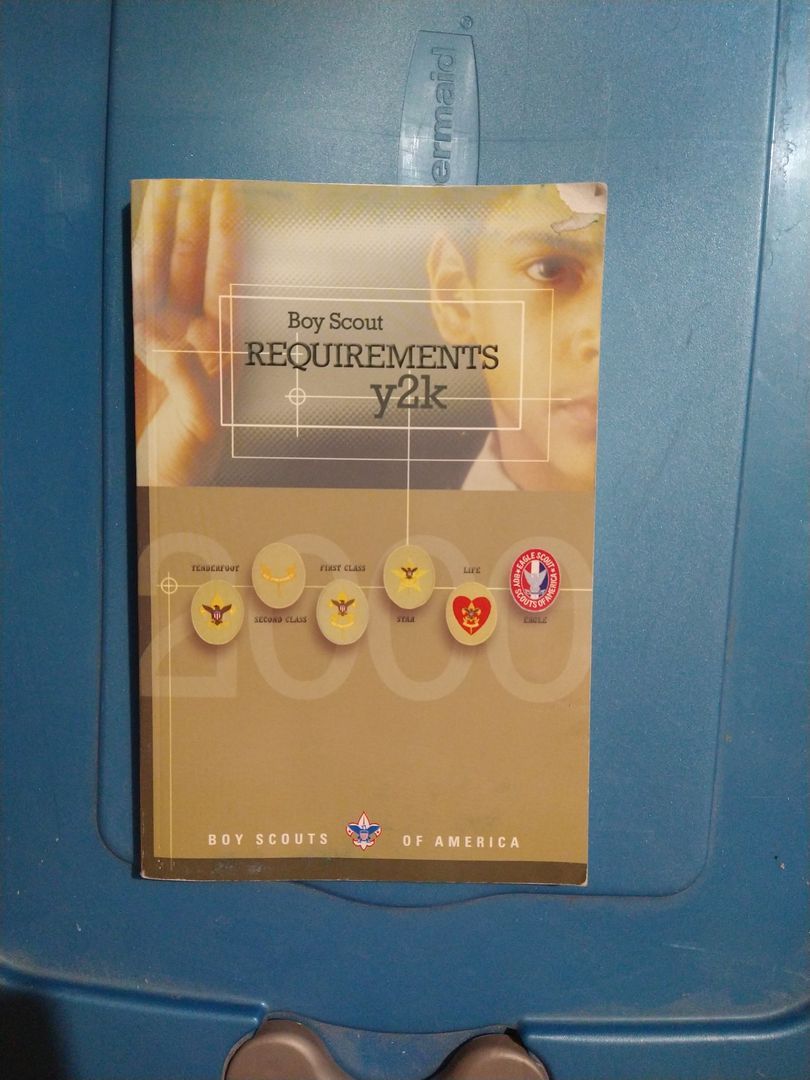 ermaid
®
Boy Scout
REQUIREMENTS
y2k
2000
TENDERFOOT
FIRST CLASS
LIFE
SECOND CLASS
STAR
EAGLE
EAGLE SCOUT
BOY SCOUTS OF AMERICA
BOY SCOUTS OF AMERICA